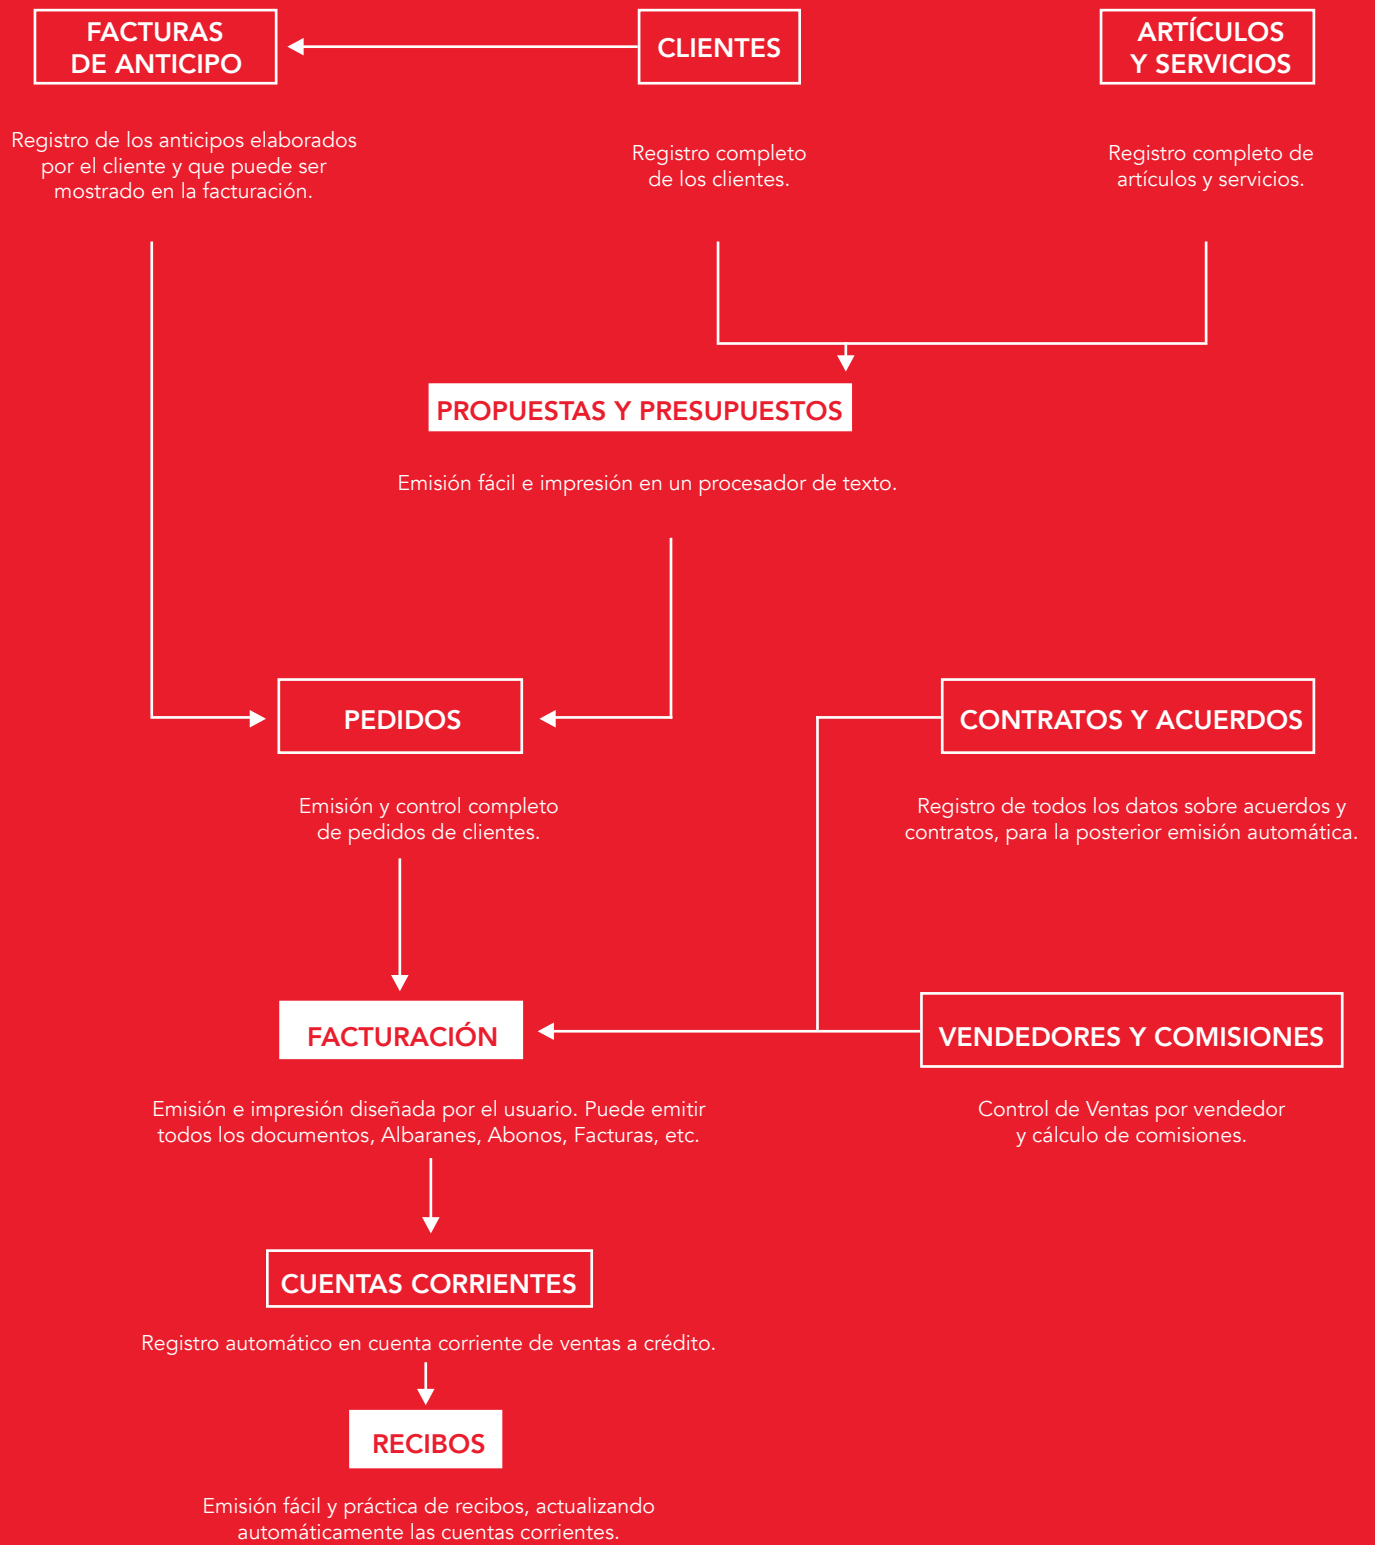 FACTURAS
DE ANTICIPO
CLIENTES
ARTÍCULOS
Y SERVICIOS
Registro de los anticipos elaborados
por el cliente y que puede ser
mostrado en la facturación.
Registro completo
de los clientes.
Registro completo de
artículos y servicios.
PROPUESTAS Y PRESUPUESTOS
Emisión fácil e impresión en un procesador de texto.
PEDIDOS
CONTRATOS Y ACUERDOS
Emisión y control completo
de pedidos de clientes.
Registro de todos los datos sobre acuerdos y
contratos, para la posterior emisión automática.
FACTURACIÓN
VENDEDORES Y COMISIONES
Emisión e impresión diseñada por el usuario. Puede emitir
todos los documentos, Albaranes, Abonos, Facturas, etc.
Control de Ventas por vendedor
y cálculo de comisiones.
CUENTAS CORRIENTES
Registro automático en cuenta corriente de ventas a crédito.
RECIBOS
Emisión fácil y práctica de recibos, actualizando
automáticamente las cuentas corrientes.